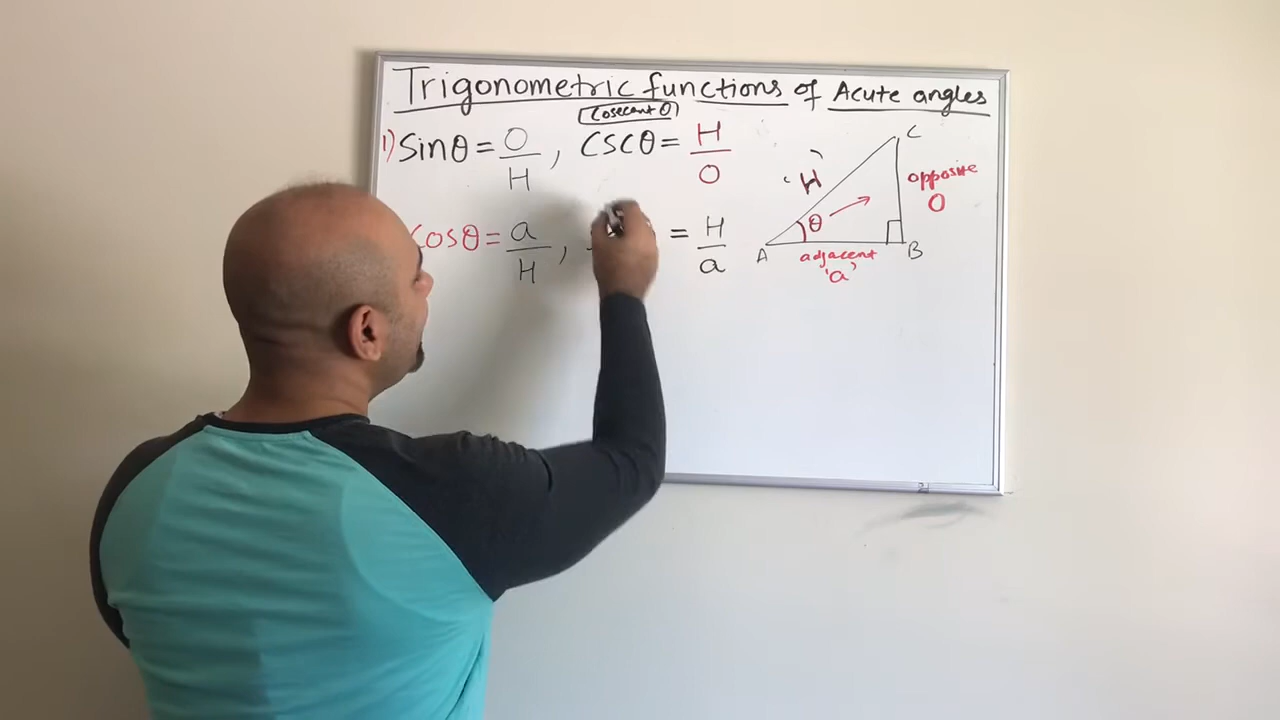 Trigonometric functions of Acute angles
Cosecant θ
1) Sinθ = O/H , CSCθ = H/O
Cosθ = a/H , = H/a
C
'H'
opposite
O
θ
A
B
adjacent
'a'